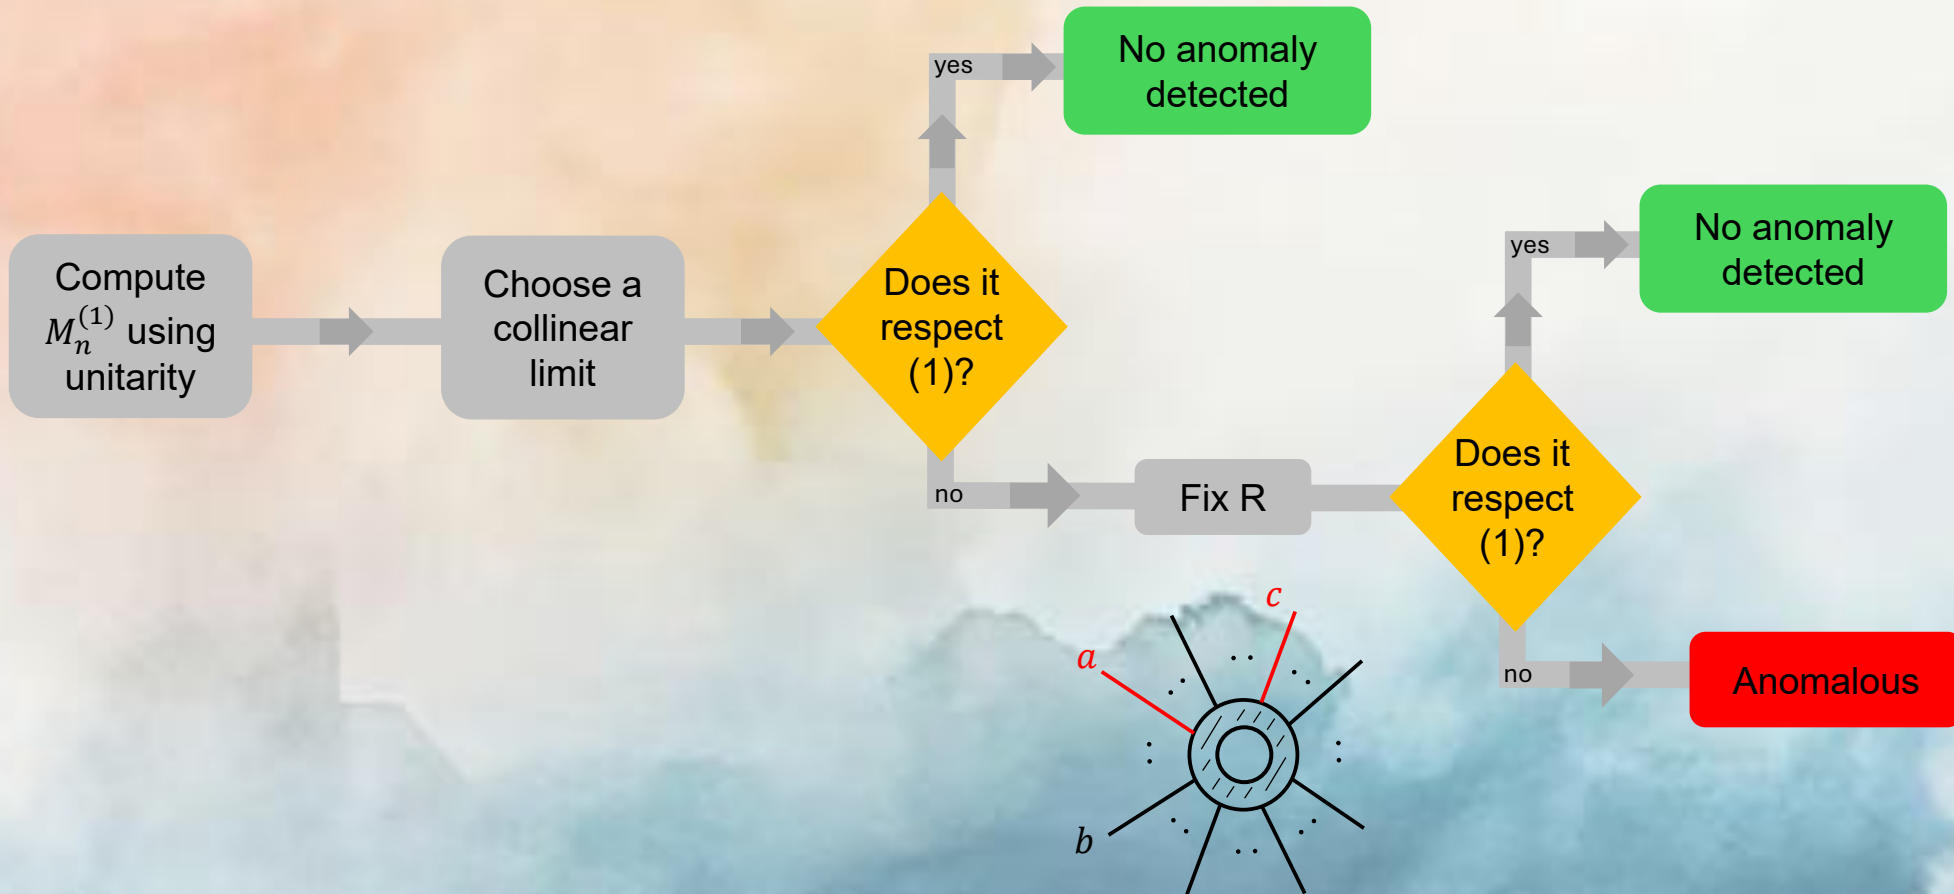 Compute
$M_n^{(1)}$ using
unitarity
Choose a
collinear
limit
Does it
respect
(1)?
yes
No anomaly
detected
no
Fix R
Does it
respect
(1)?
yes
No anomaly
detected
no
Anomalous
c
a
b